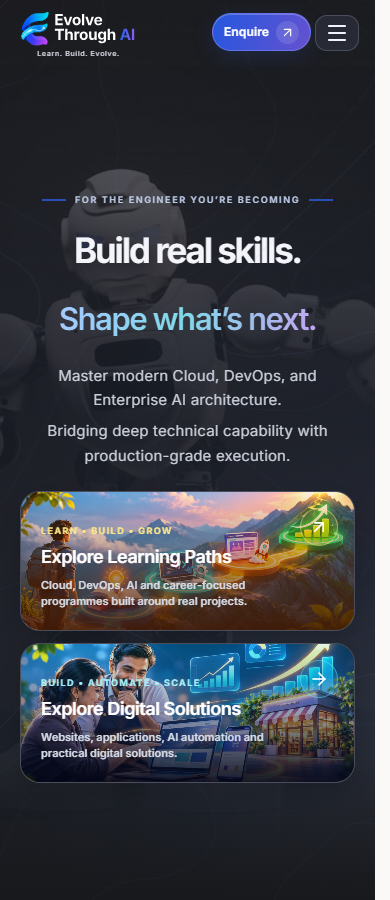 Evolve
Through AI
Learn. Build. Evolve.
Enquire
FOR THE ENGINEER YOU'RE BECOMING
Build real skills.
Shape what's next.
Master modern Cloud, DevOps, and
Enterprise AI architecture.
Bridging deep technical capability with
production-grade execution.
LEARN • BUILD • GROW
Explore Learning Paths
Cloud, DevOps, AI and career-focused
programmes built around real projects.
BUILD • AUTOMATE • SCALE
Explore Digital Solutions
Websites, applications, AI automation and
practical digital solutions.